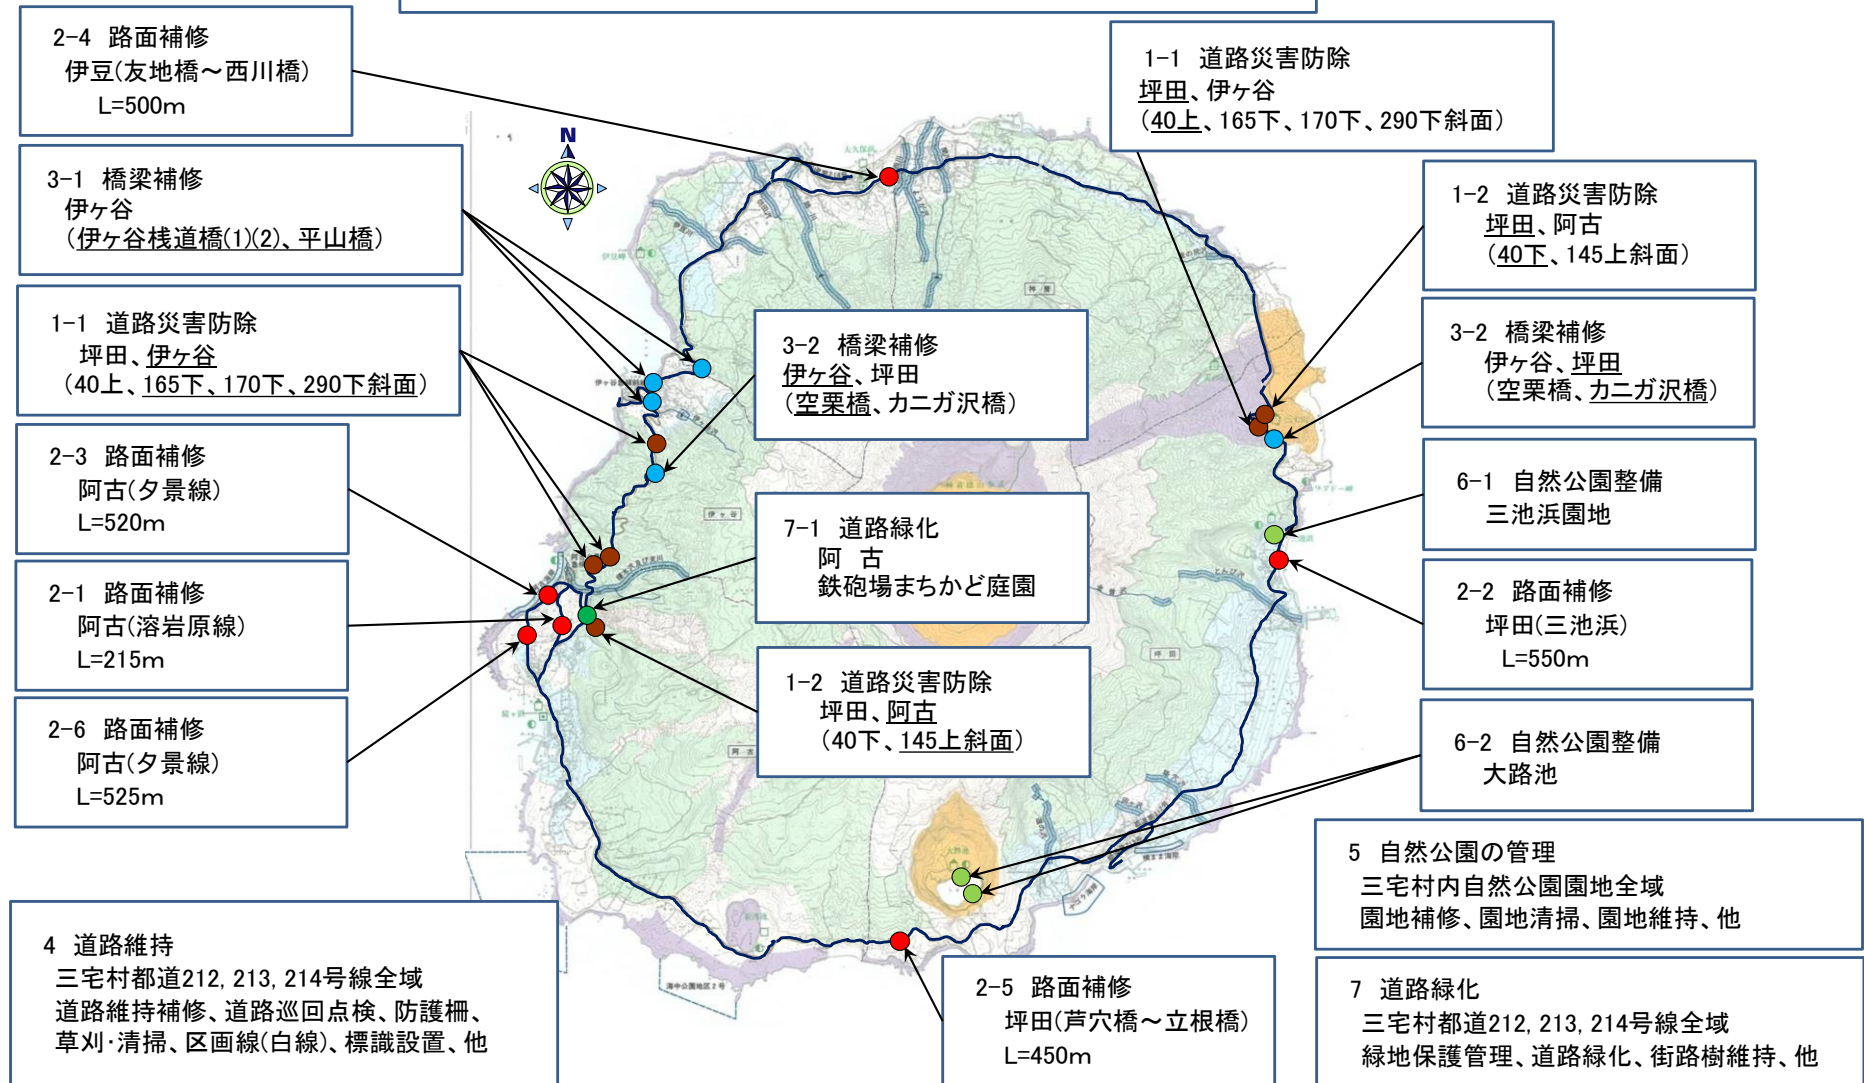 2-4 路面補修
伊豆(友地橋～西川橋)
L=500m
3-1 橋梁補修
伊ヶ谷
(伊ヶ谷桟道橋(1)(2)、平山橋)
1-1 道路災害防除
坪田、伊ヶ谷
(40上、165下、170下、290下斜面)
2-3 路面補修
阿古(夕景線)
L=520m
2-1 路面補修
阿古(溶岩原線)
L=215m
2-6 路面補修
阿古(夕景線)
L=525m
4 道路維持
三宅村都道212, 213, 214号線全域
道路維持補修、道路巡回点検、防護柵、
草刈・清掃、区画線(白線)、標識設置、他
N
3-2 橋梁補修
伊ヶ谷、坪田
(空栗橋、カニガ沢橋)
7-1 道路緑化
阿 古
鉄砲場まちかど庭園
1-2 道路災害防除
坪田、阿古
(40下、145上斜面)
伊ヶ谷
神着
坪田
大路池
海中公園地区2号
2-5 路面補修
坪田(芦穴橋～立根橋)
L=450m
1-1 道路災害防除
坪田、伊ヶ谷
(40上、165下、170下、290下斜面)
1-2 道路災害防除
坪田、阿古
(40下、145上斜面)
3-2 橋梁補修
伊ヶ谷、坪田
(空栗橋、カニガ沢橋)
6-1 自然公園整備
三池浜園地
2-2 路面補修
坪田(三池浜)
L=550m
6-2 自然公園整備
大路池
5 自然公園の管理
三宅村内自然公園園地全域
園地補修、園地清掃、園地維持、他
7 道路緑化
三宅村都道212, 213, 214号線全域
緑地保護管理、道路緑化、街路樹維持、他